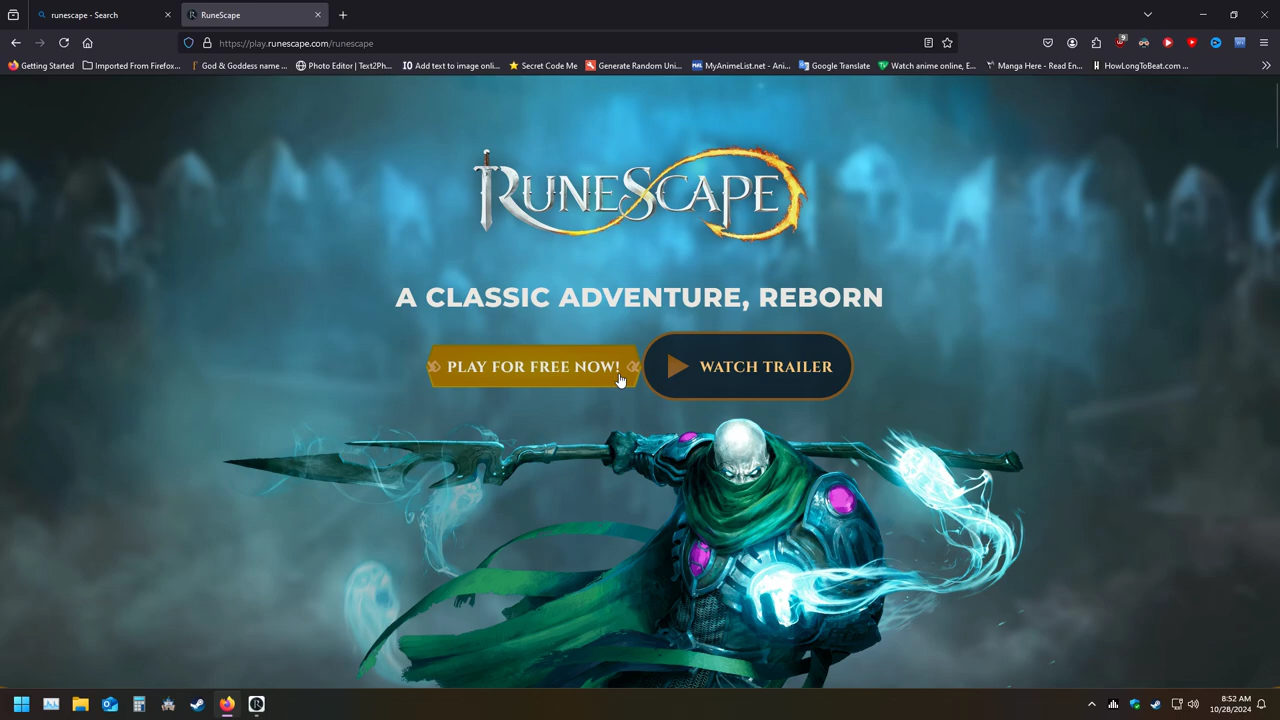 runescape - Search
RuneScape
https://play.runescape.com/runescape
9
Getting Started
Imported From Firefox...
God & Goddess name ...
Photo Editor | Text2Ph...
IO Add text to image onli...
Secret Code Me
Generate Random Uni...
MAL MyAnimeList.net - Ani...
Google Translate
Watch anime online, E...
Manga Here - Read En...
H HowLongToBeat.com ...
RUNESCAPE
A CLASSIC ADVENTURE, REBORN
PLAY FOR FREE NOW!
WATCH TRAILER
8:52 AM
10/28/2024